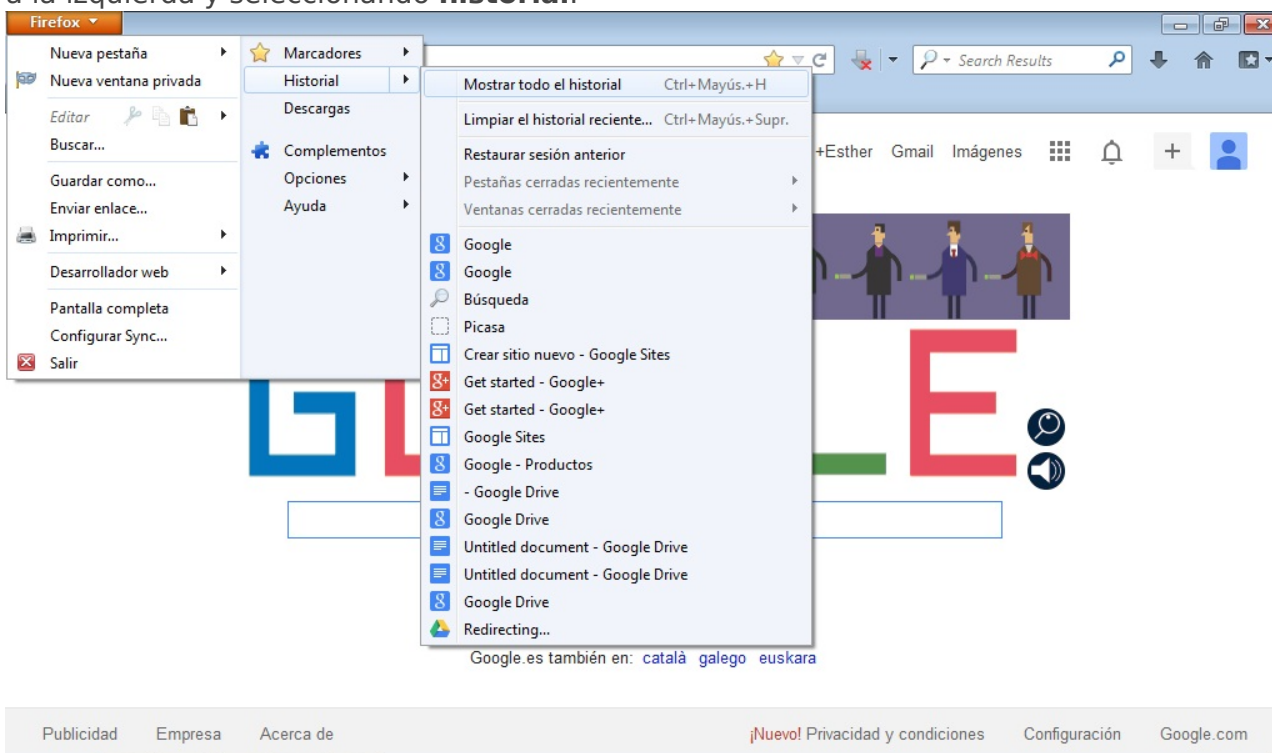 a la izquierda y seleccionando historial.
Firefox
Nueva pestaña
Nueva ventana privada
Editar
Buscar...
Guardar como...
Enviar enlace...
Imprimir...
Desarrollador web
Pantalla completa
Configurar Sync...
Salir
Marcadores
Historial
Descargas
Complementos
Opciones
Ayuda
Mostrar todo el historial Ctrl+Mayús.+H
Limpiar el historial reciente... Ctrl+Mayús.+Supr.
Restaurar sesión anterior
Pestañas cerradas recientemente
Ventanas cerradas recientemente
Google
Google
Búsqueda
Picasa
Crear sitio nuevo - Google Sites
Get started - Google+
Get started - Google+
Google Sites
Google - Productos
- Google Drive
Google Drive
Untitled document - Google Drive
Untitled document - Google Drive
Google Drive
Redirecting...
Search Results
+Esther Gmail Imágenes
Google.es también en: català galego euskara
Publicidad Empresa Acerca de ¡Nuevo! Privacidad y condiciones Configuración Google.com